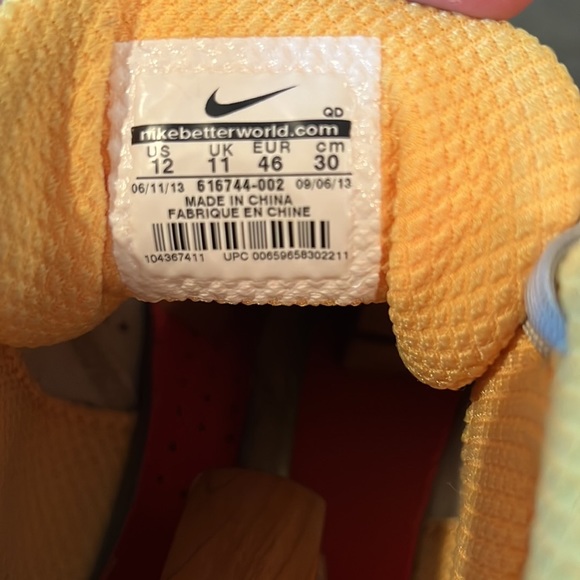 QD
nikebetterworld.com
US UK EUR cm
12 11 46 30
06/11/13 616744-002 09/06/13
MADE IN CHINA
FABRIQUE EN CHINE
104367411 UPC 00659658302211